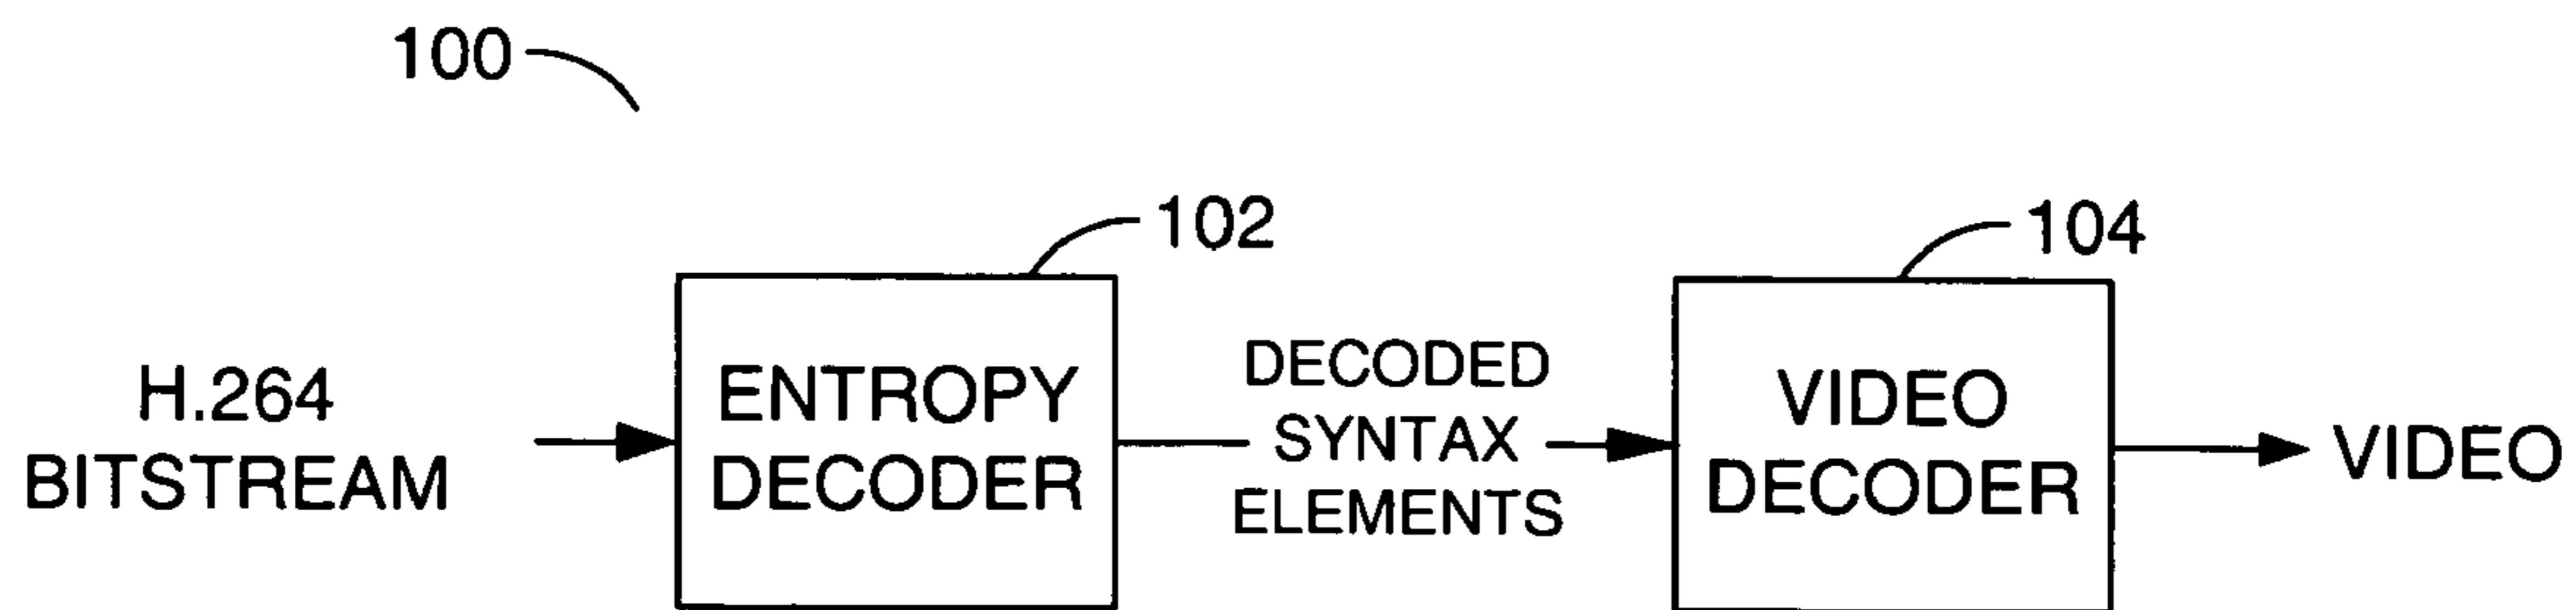 100
102
104
H.264
BITSTREAM
ENTROPY
DECODER
DECODED
SYNTAX
ELEMENTS
VIDEO
DECODER
VIDEO